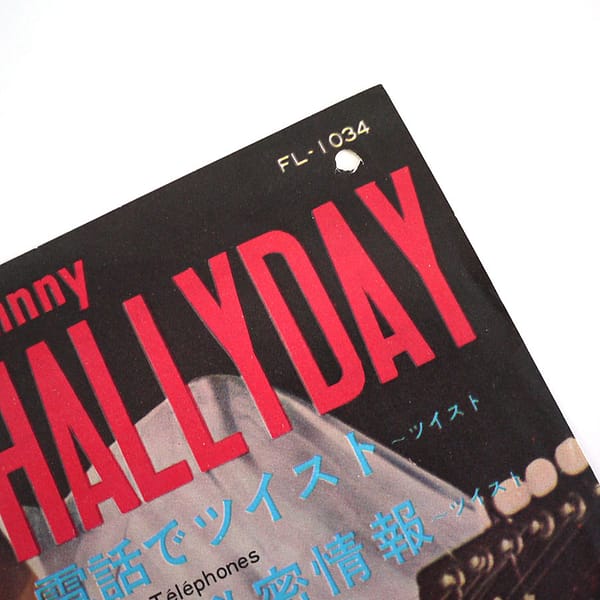 FL-1034
nny
HALLYDAY
電話でツイスト ~ツイスト
Téléphones
密情報 ~ツイスト